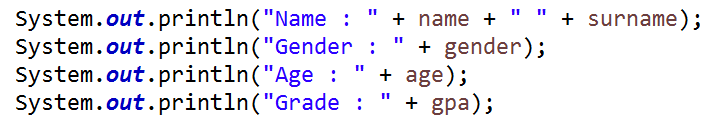 System.out.println("Name : " + name + " " + surname);
System.out.println("Gender : " + gender);
System.out.println("Age : " + age);
System.out.println("Grade : " + gpa);